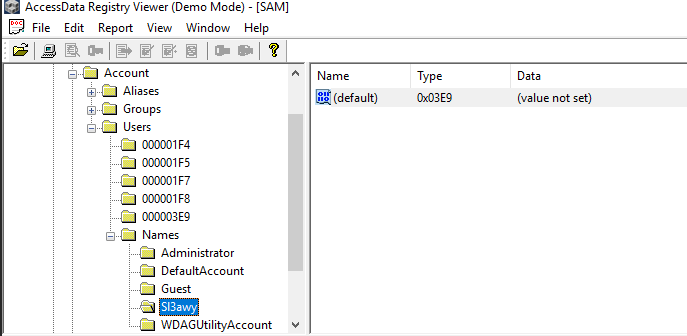 AccessData Registry Viewer (Demo Mode) - [SAM]
File Edit Report View Window Help
Account
Aliases
Groups
Users
000001F4
000001F5
000001F7
000001F8
000003E9
Names
Administrator
DefaultAccount
Guest
Sl3awy
WDAGUtilityAccount
Name Type Data
(default) 0x03E9 (value not set)